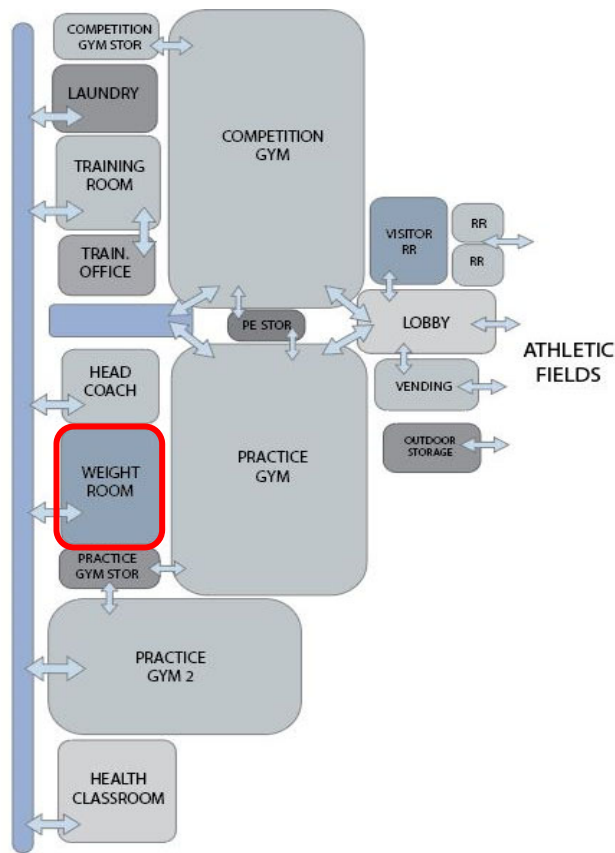 COMPETITION
GYM STOR
LAUNDRY
COMPETITION
GYM
TRAINING
ROOM
VISITOR
RR
RR
RR
TRAIN.
OFFICE
PE STOR
LOBBY
ATHLETIC
FIELDS
HEAD
COACH
VENDING
OUTDOOR
STORAGE
WEIGHT
ROOM
PRACTICE
GYM
PRACTICE
GYM STOR
PRACTICE
GYM 2
HEALTH
CLASSROOM